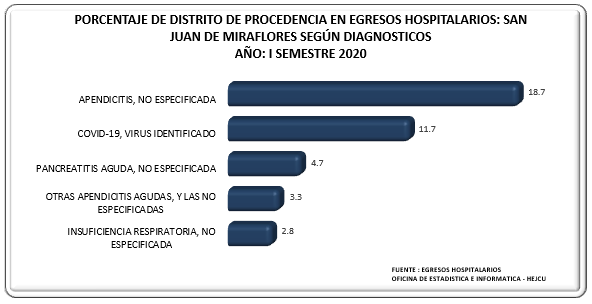 PORCENTAJE DE DISTRITO DE PROCEDENCIA EN EGRESOS HOSPITALARIOS: SAN
JUAN DE MIRAFLORES SEGÚN DIAGNOSTICOS
AÑO: I SEMESTRE 2020
APENDICITIS, NO ESPECIFICADA 18.7
COVID-19, VIRUS IDENTIFICADO 11.7
PANCREATITIS AGUDA, NO ESPECIFICADA 4.7
OTRAS APENDICITIS AGUDAS, Y LAS NO
ESPECIFICADAS 3.3
INSUFICIENCIA RESPIRATORIA, NO
ESPECIFICADA 2.8
FUENTE : EGRESOS HOSPITALARIOS
OFICINA DE ESTADISTICA E INFORMATICA - HEJCU